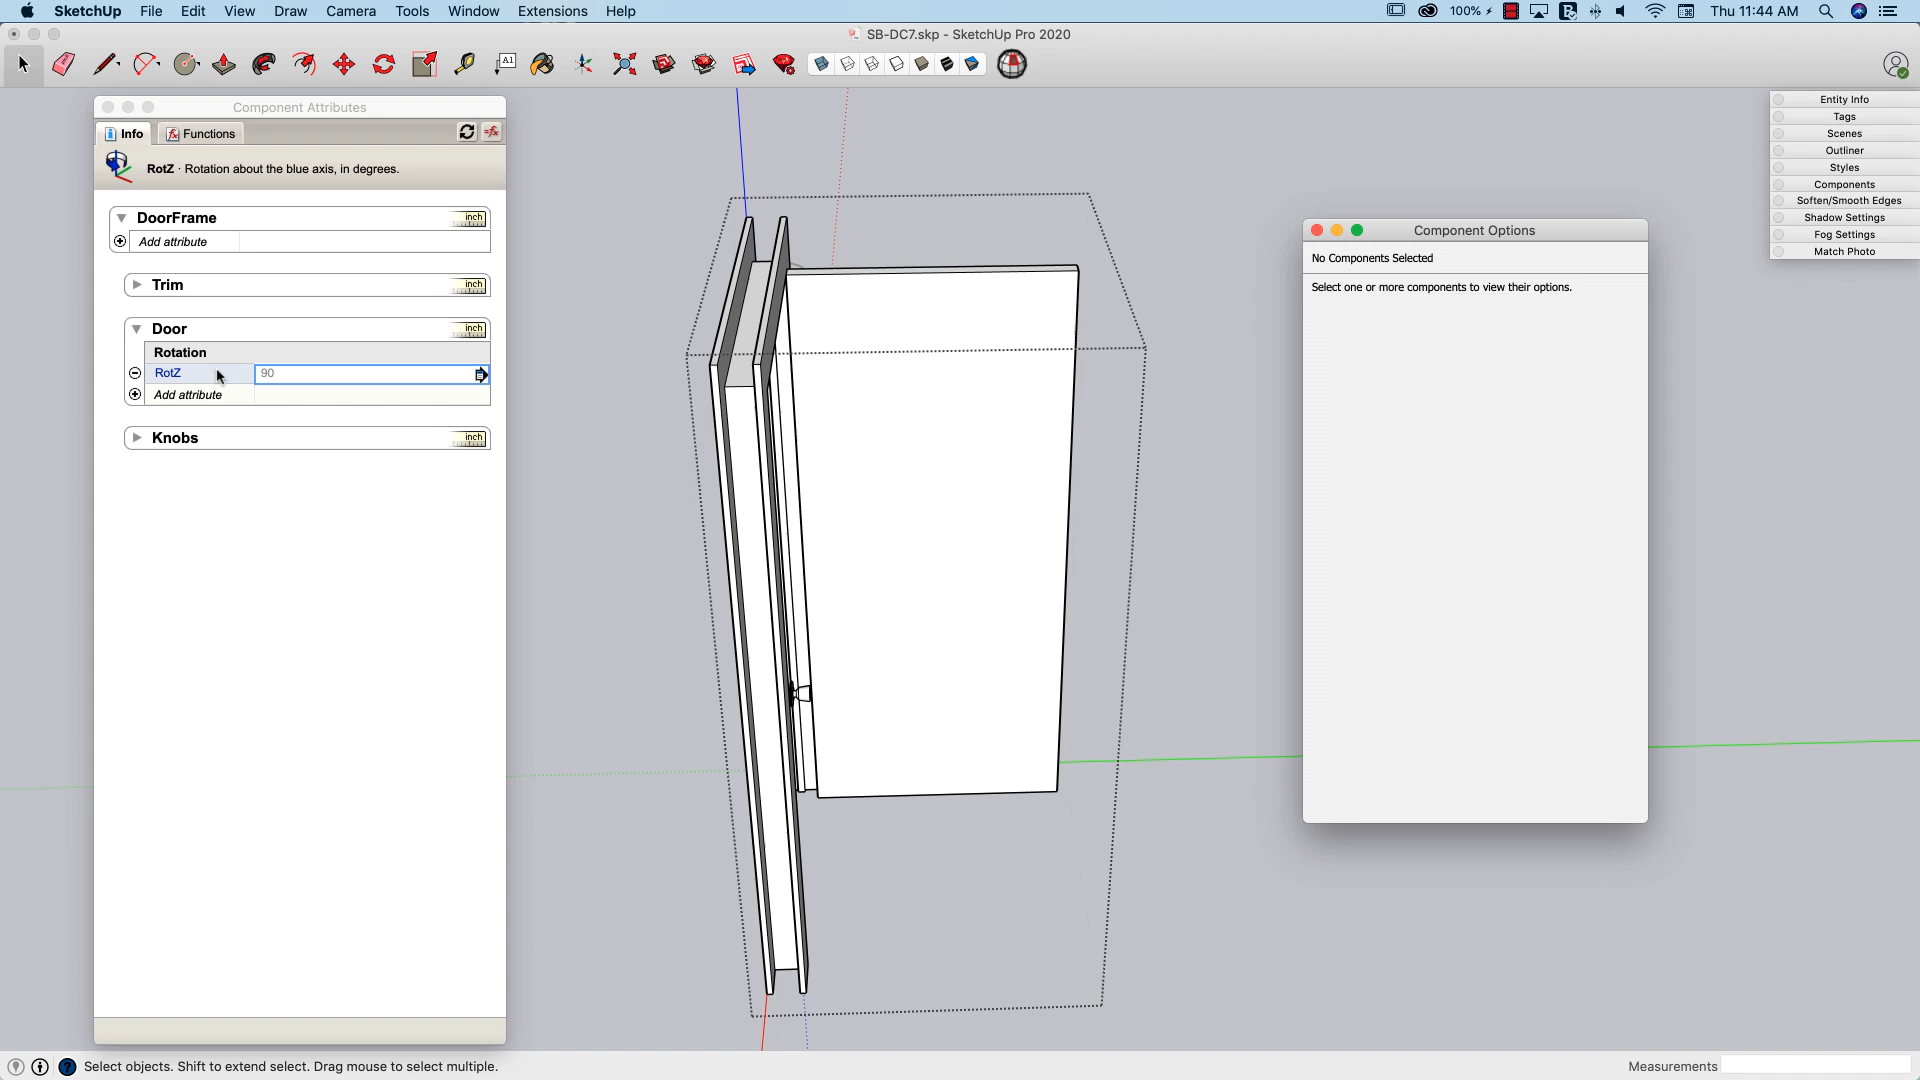 SketchUp File Edit View Draw Camera Tools Window Extensions Help 100% Thu 11:44 AM
SB-DC7.skp - SketchUp Pro 2020
A1
Component Attributes
Info Functions
RotZ · Rotation about the blue axis, in degrees.
DoorFrame inch
Add attribute
Trim inch
Door inch
Rotation
RotZ 90
Add attribute
Knobs inch
Component Options
No Components Selected
Select one or more components to view their options.
Entity Info
Tags
Scenes
Outliner
Styles
Components
Soften/Smooth Edges
Shadow Settings
Fog Settings
Match Photo
Select objects. Shift to extend select. Drag mouse to select multiple.
Measurements